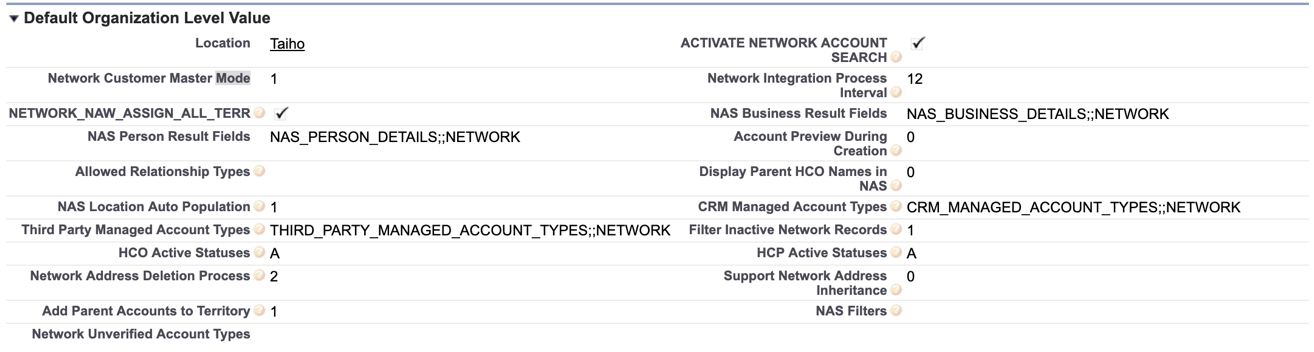 Default Organization Level Value
Location Taiho ACTIVATE NETWORK ACCOUNT
SEARCH
Network Customer Master Mode 1 Network Integration Process 12
Interval
NETWORK_NAW_ASSIGN_ALL_TERR NAS Business Result Fields NAS_BUSINESS_DETAILS;;NETWORK
NAS Person Result Fields NAS_PERSON_DETAILS;;NETWORK Account Preview During 0
Creation
Allowed Relationship Types Display Parent HCO Names in 0
NAS
NAS Location Auto Population 1 CRM Managed Account Types CRM_MANAGED_ACCOUNT_TYPES;;NETWORK
Third Party Managed Account Types THIRD_PARTY_MANAGED_ACCOUNT_TYPES;;NETWORK Filter Inactive Network Records 1
HCO Active Statuses A HCP Active Statuses A
Network Address Deletion Process 2 Support Network Address 0
Inheritance
Add Parent Accounts to Territory 1 NAS Filters
Network Unverified Account Types